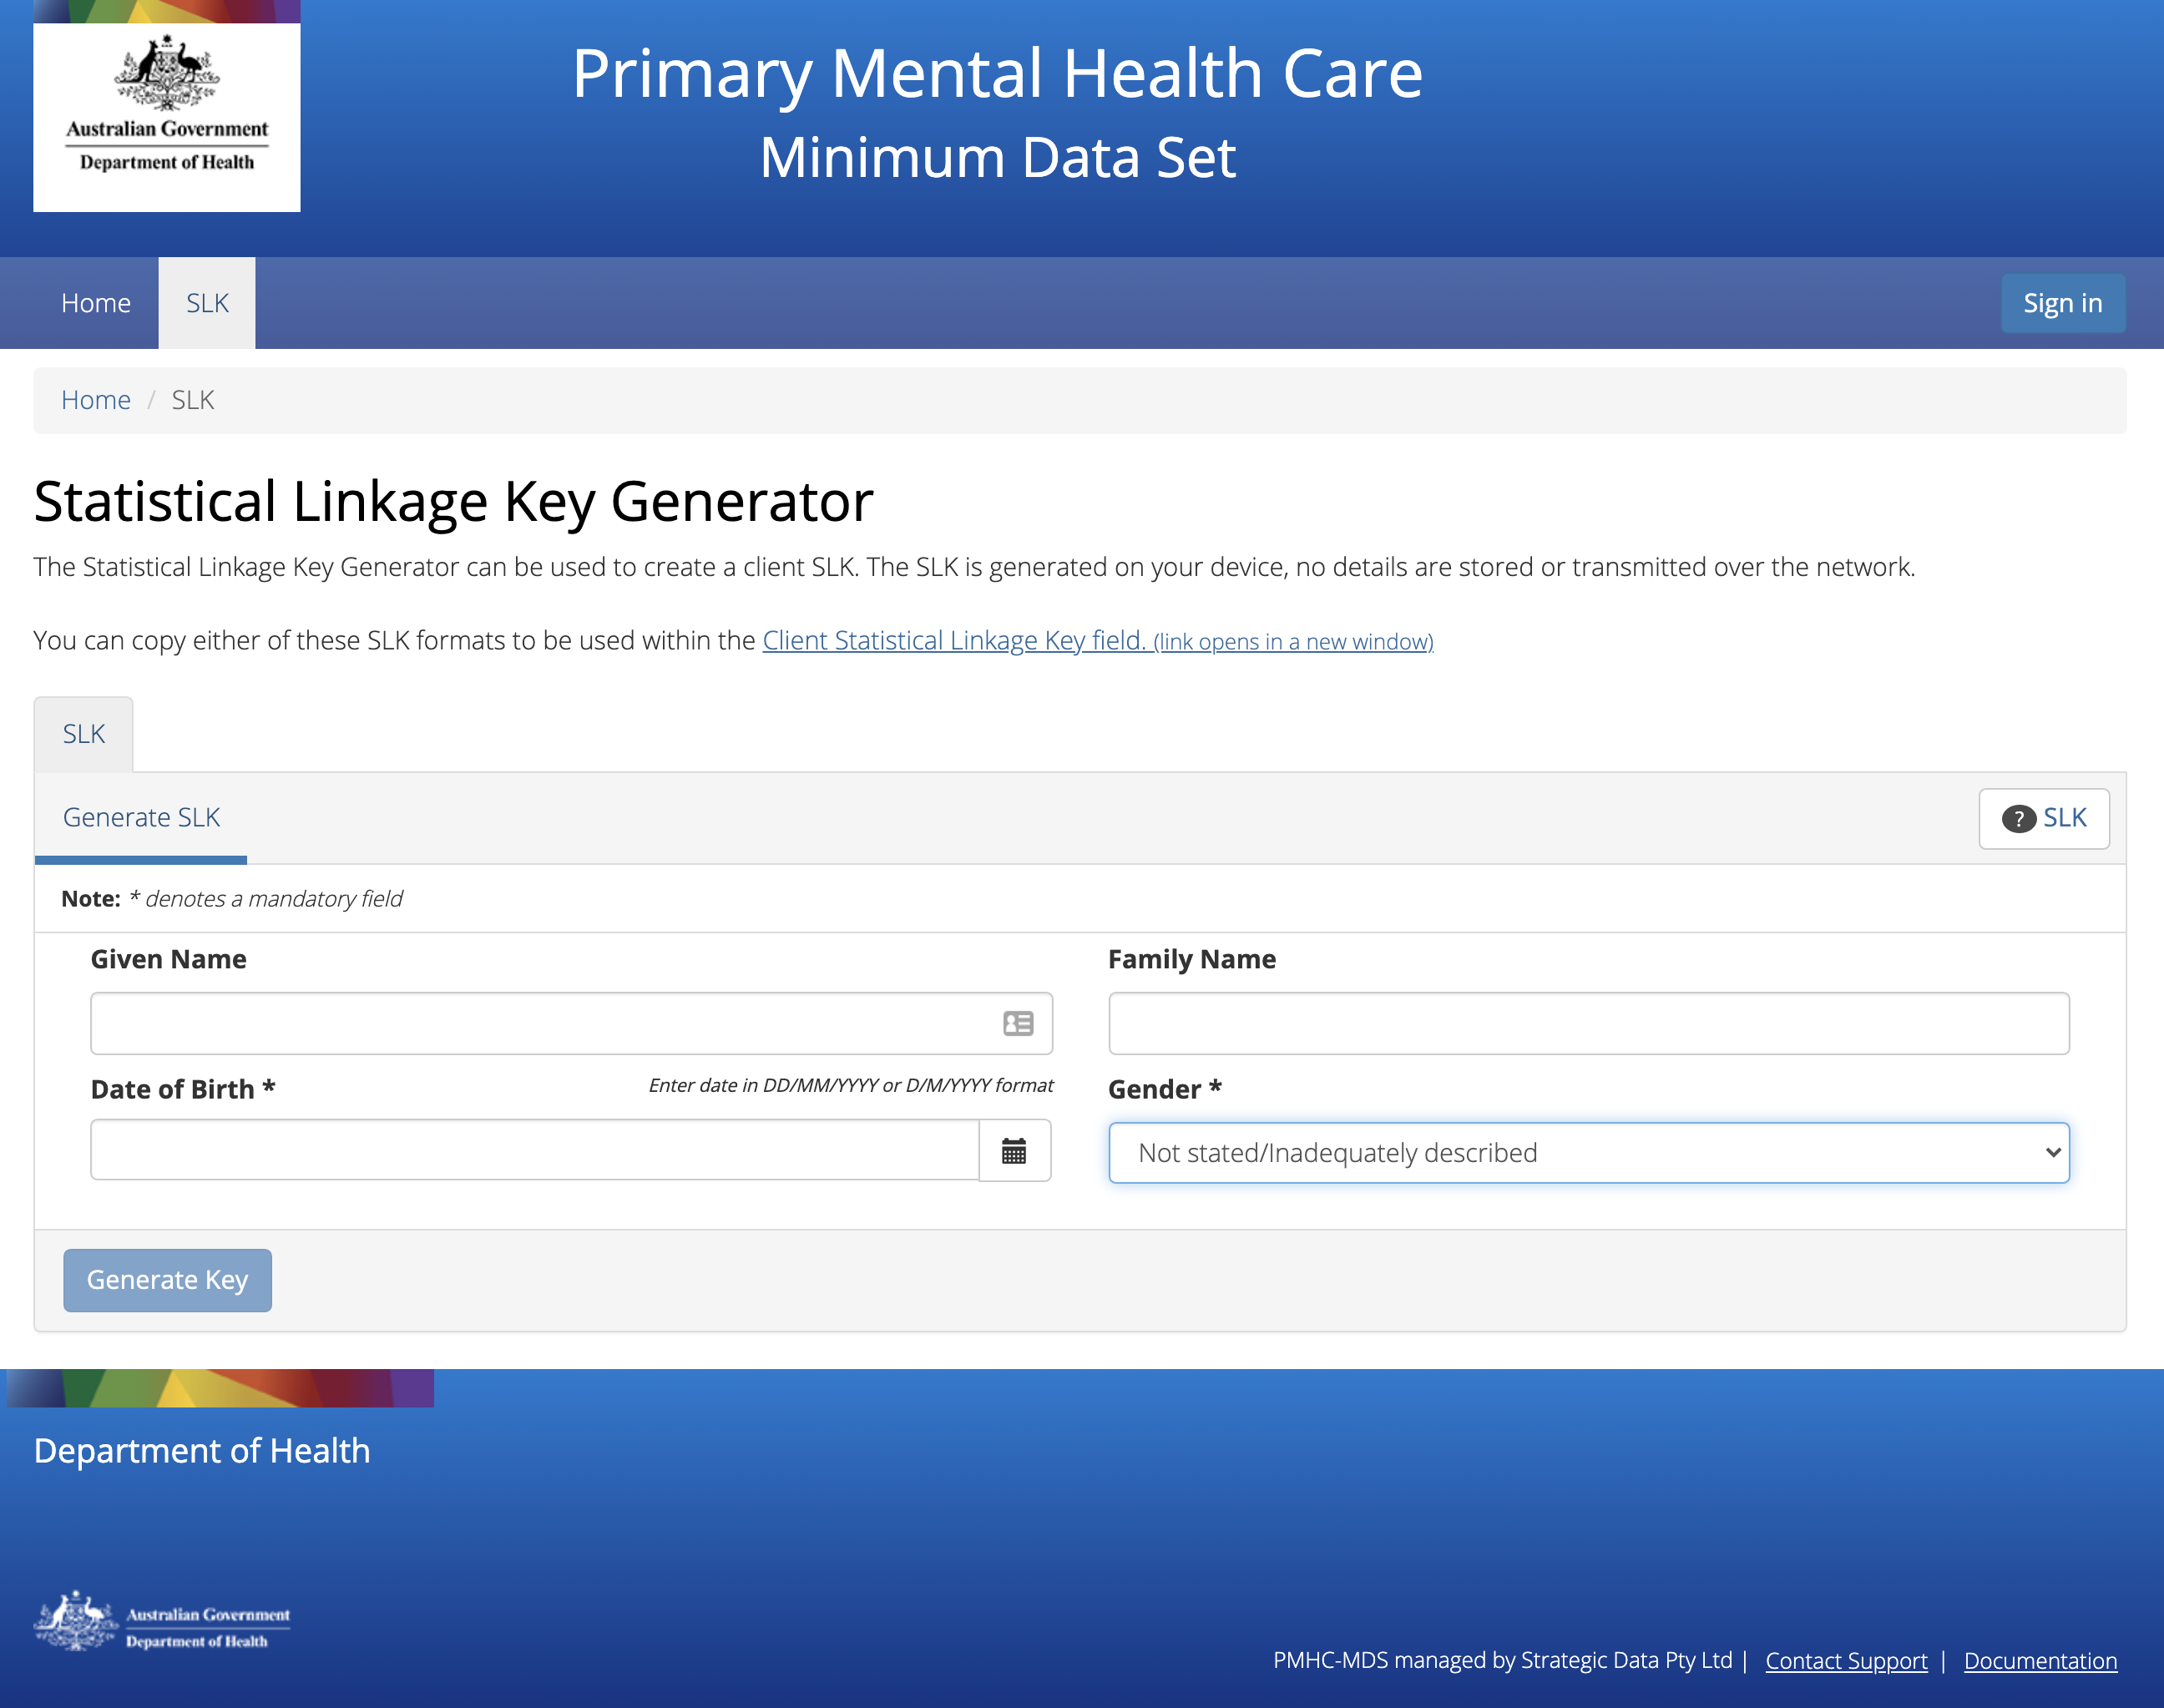 Australian Government
Department of Health
Primary Mental Health Care
Minimum Data Set
Home
SLK
Sign in
Home / SLK
Statistical Linkage Key Generator
The Statistical Linkage Key Generator can be used to create a client SLK. The SLK is generated on your device, no details are stored or transmitted over the network.
You can copy either of these SLK formats to be used within the Client Statistical Linkage Key field. (link opens in a new window)
SLK
Generate SLK
? SLK
Note: * denotes a mandatory field
Given Name
Family Name
Date of Birth *
Enter date in DD/MM/YYYY or D/M/YYYY format
Gender *
Not stated/Inadequately described
Generate Key
Department of Health
Australian Government
Department of Health
PMHC-MDS managed by Strategic Data Pty Ltd | Contact Support | Documentation